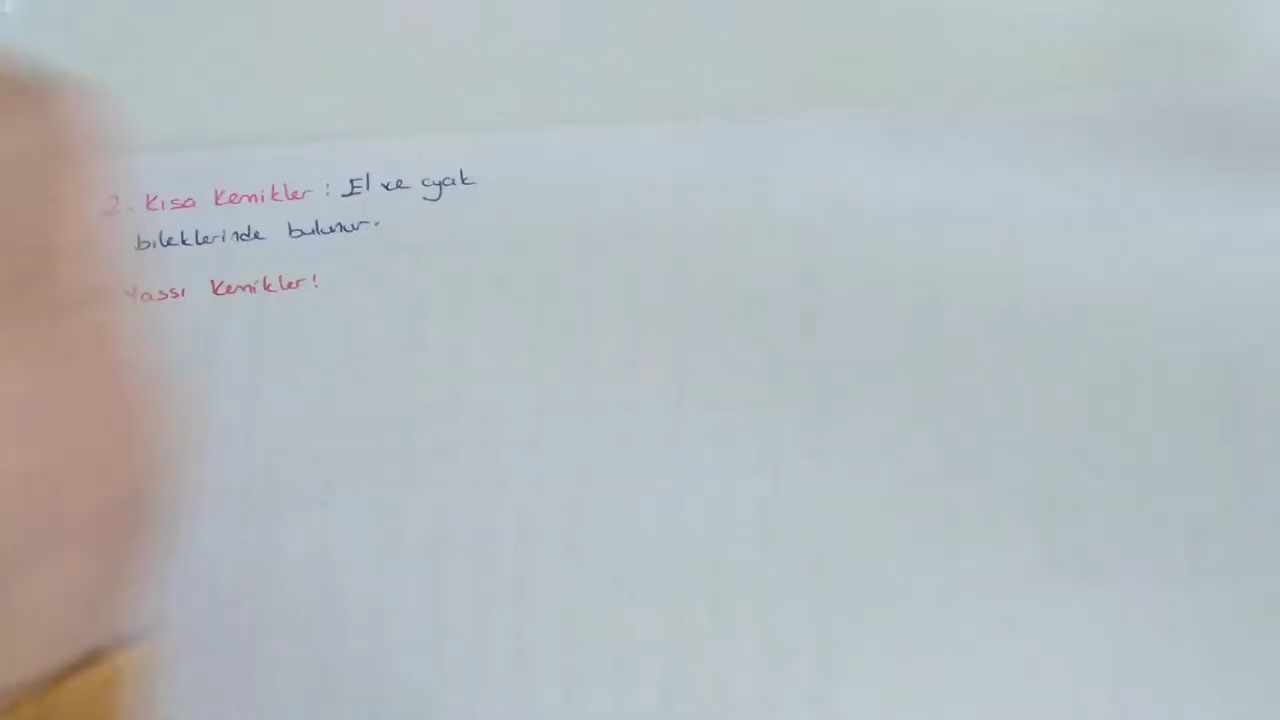 2. Kısa Kemikler : El ve ayak
bileklerinde bulunur.
Yassı Kemikler :